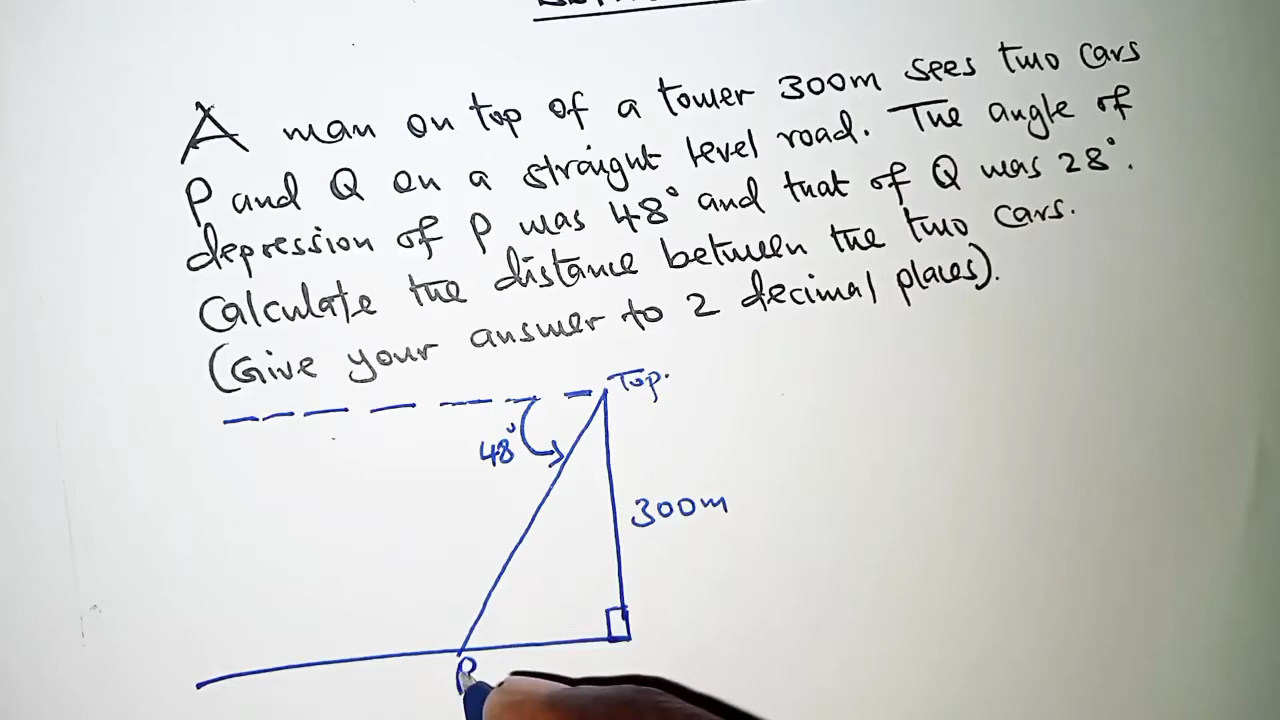 A man on top of a tower 300m sees two cars
P and Q on a straight level road. The angle of
depression of P was 48° and that of Q was 28°.
Calculate the distance between the two cars.
(Give your answer to 2 decimal places).
Top.
48°
300m
P